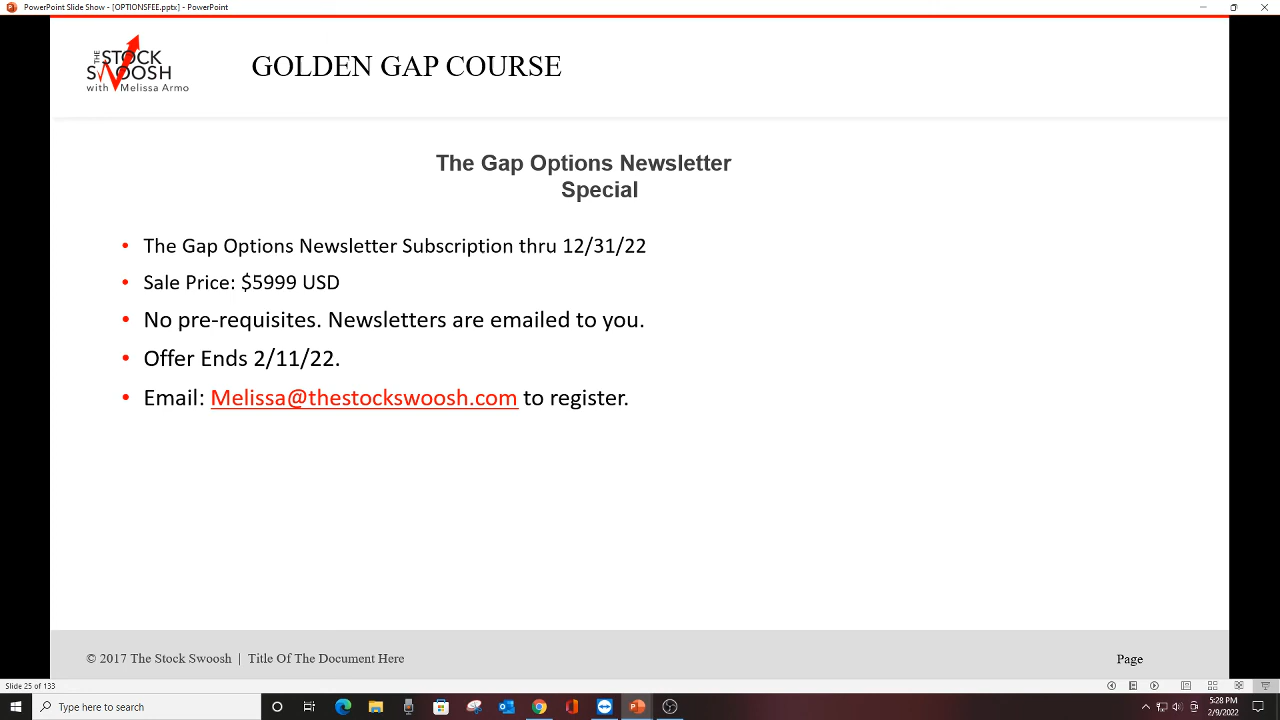 PowerPoint Slide Show - [OPTIONSFEE.pptx] - PowerPoint
THE STOCK
SWOOSH
with Melissa Armo
GOLDEN GAP COURSE
The Gap Options Newsletter
Special
• The Gap Options Newsletter Subscription thru 12/31/22
• Sale Price: $5999 USD
• No pre-requisites. Newsletters are emailed to you.
• Offer Ends 2/11/22.
• Email: Melissa@thestockswoosh.com to register.
© 2017 The Stock Swoosh | Title Of The Document Here
Page
Slide 25 of 133
Type here to search
5:28 PM
2/9/2022